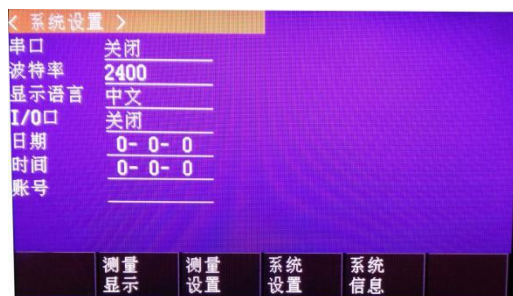 < 系统设置 >
串口 关闭
波特率 2400
显示语言 中文
I/O口 关闭
日期 0- 0- 0
时间 0- 0- 0
账号
测量显示 测量设置 系统设置 系统信息